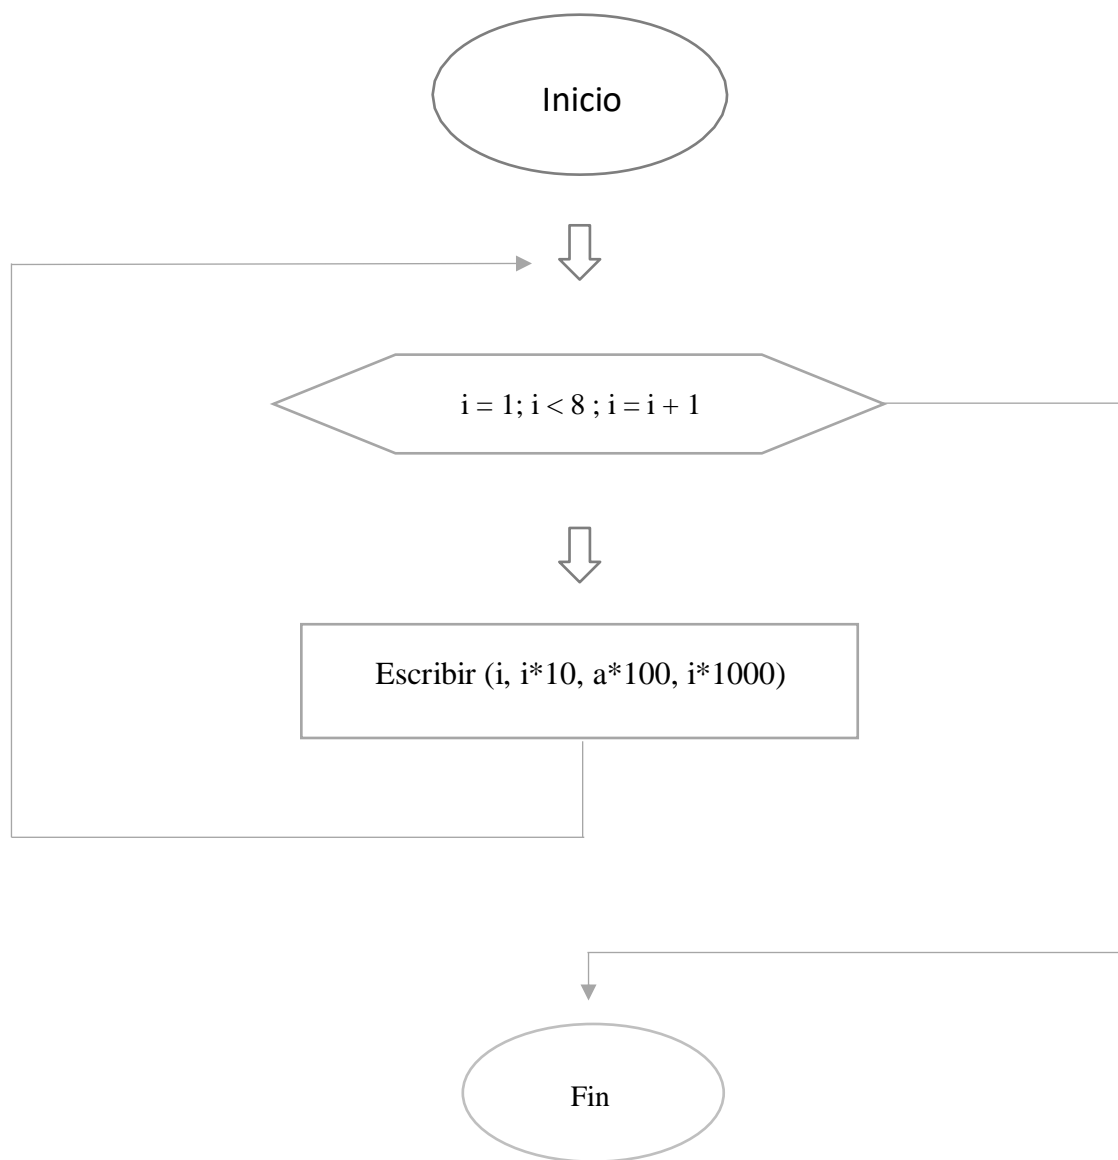 Inicio
i = 1; i < 8 ; i = i + 1
Escribir (i, i*10, a*100, i*1000)
Fin